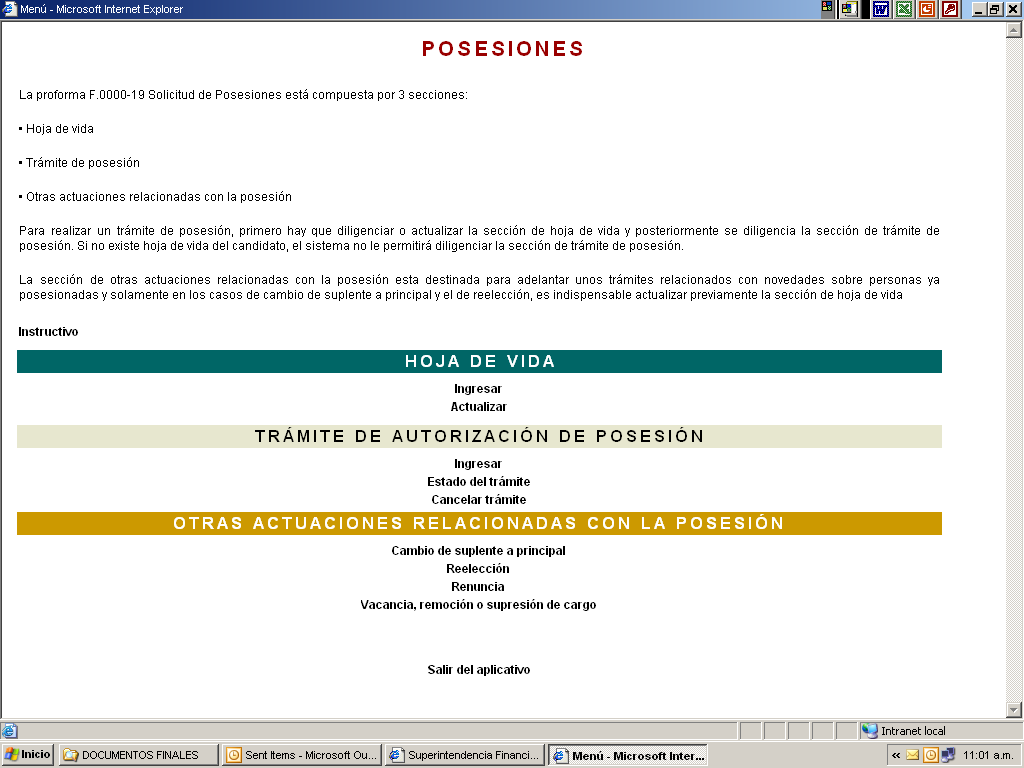 Menú - Microsoft Internet Explorer
POSESIONES
La proforma F.0000-19 Solicitud de Posesiones está compuesta por 3 secciones:
▪ Hoja de vida
▪ Trámite de posesión
▪ Otras actuaciones relacionadas con la posesión
Para realizar un trámite de posesión, primero hay que diligenciar o actualizar la sección de hoja de vida y posteriormente se diligencia la sección de trámite de
posesión. Si no existe hoja de vida del candidato, el sistema no le permitirá diligenciar la sección de trámite de posesión.
La sección de otras actuaciones relacionadas con la posesión esta destinada para adelantar unos trámites relacionados con novedades sobre personas ya
posesionadas y solamente en los casos de cambio de suplente a principal y el de reelección, es indispensable actualizar previamente la sección de hoja de vida
Instructivo
HOJA DE VIDA
Ingresar
Actualizar
TRÁMITE DE AUTORIZACIÓN DE POSESIÓN
Ingresar
Estado del trámite
Cancelar trámite
OTRAS ACTUACIONES RELACIONADAS CON LA POSESIÓN
Cambio de suplente a principal
Reelección
Renuncia
Vacancia, remoción o supresión de cargo
Salir del aplicativo
Intranet local
Inicio DOCUMENTOS FINALES Sent Items - Microsoft Ou... Superintendencia Financi... Menú - Microsoft Inter... « 11:01 a.m.